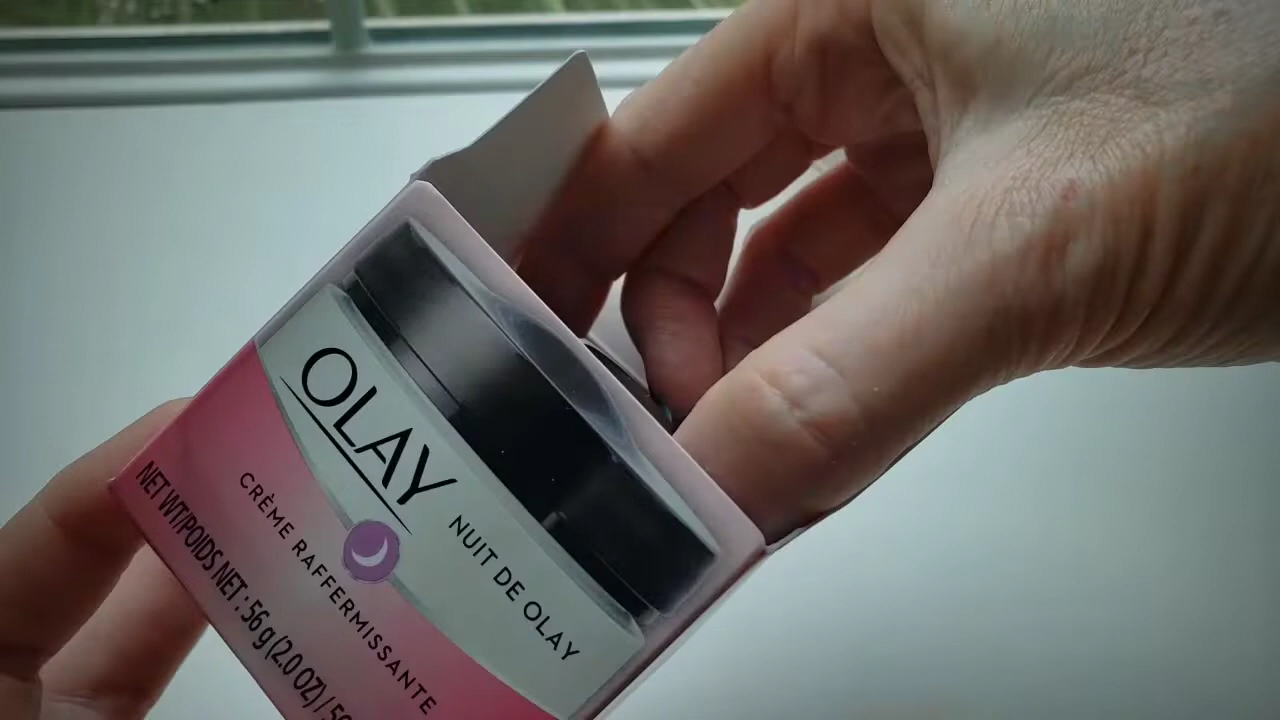 OLAY
NUIT DE OLAY
CRÈME RAFFERMISSANTE
NET WT/POIDS NET : 56 g (2.0 OZ) /